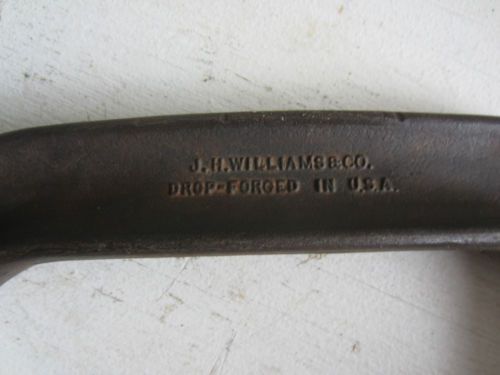 J.H.WILLIAMS&CO.
DROP-FORGED IN U.S.A.